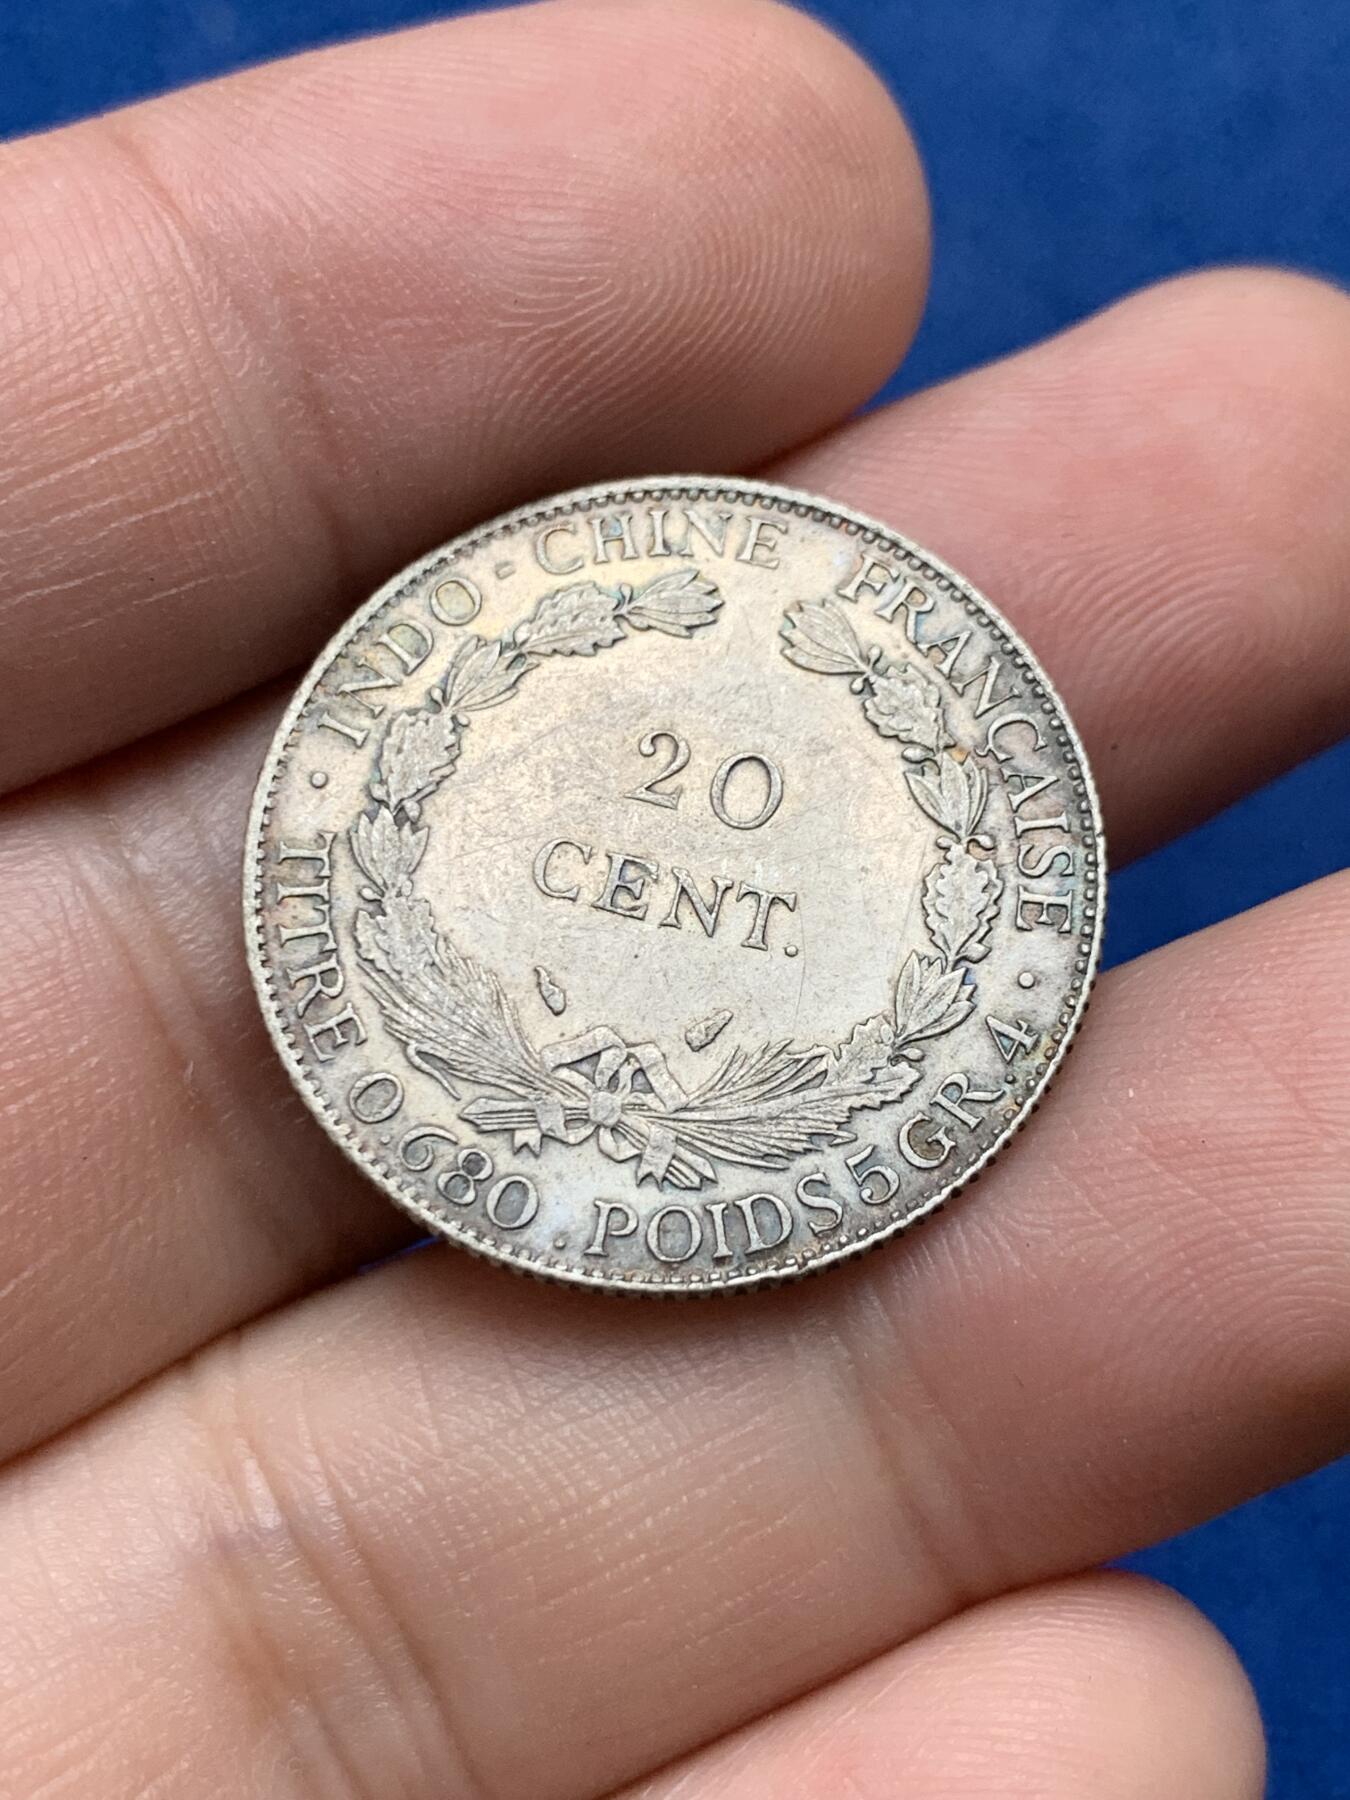 INDO-CHINE FRANÇAISE
20
CENT.
TITRE 0.680 . POIDS 5 GR. 4